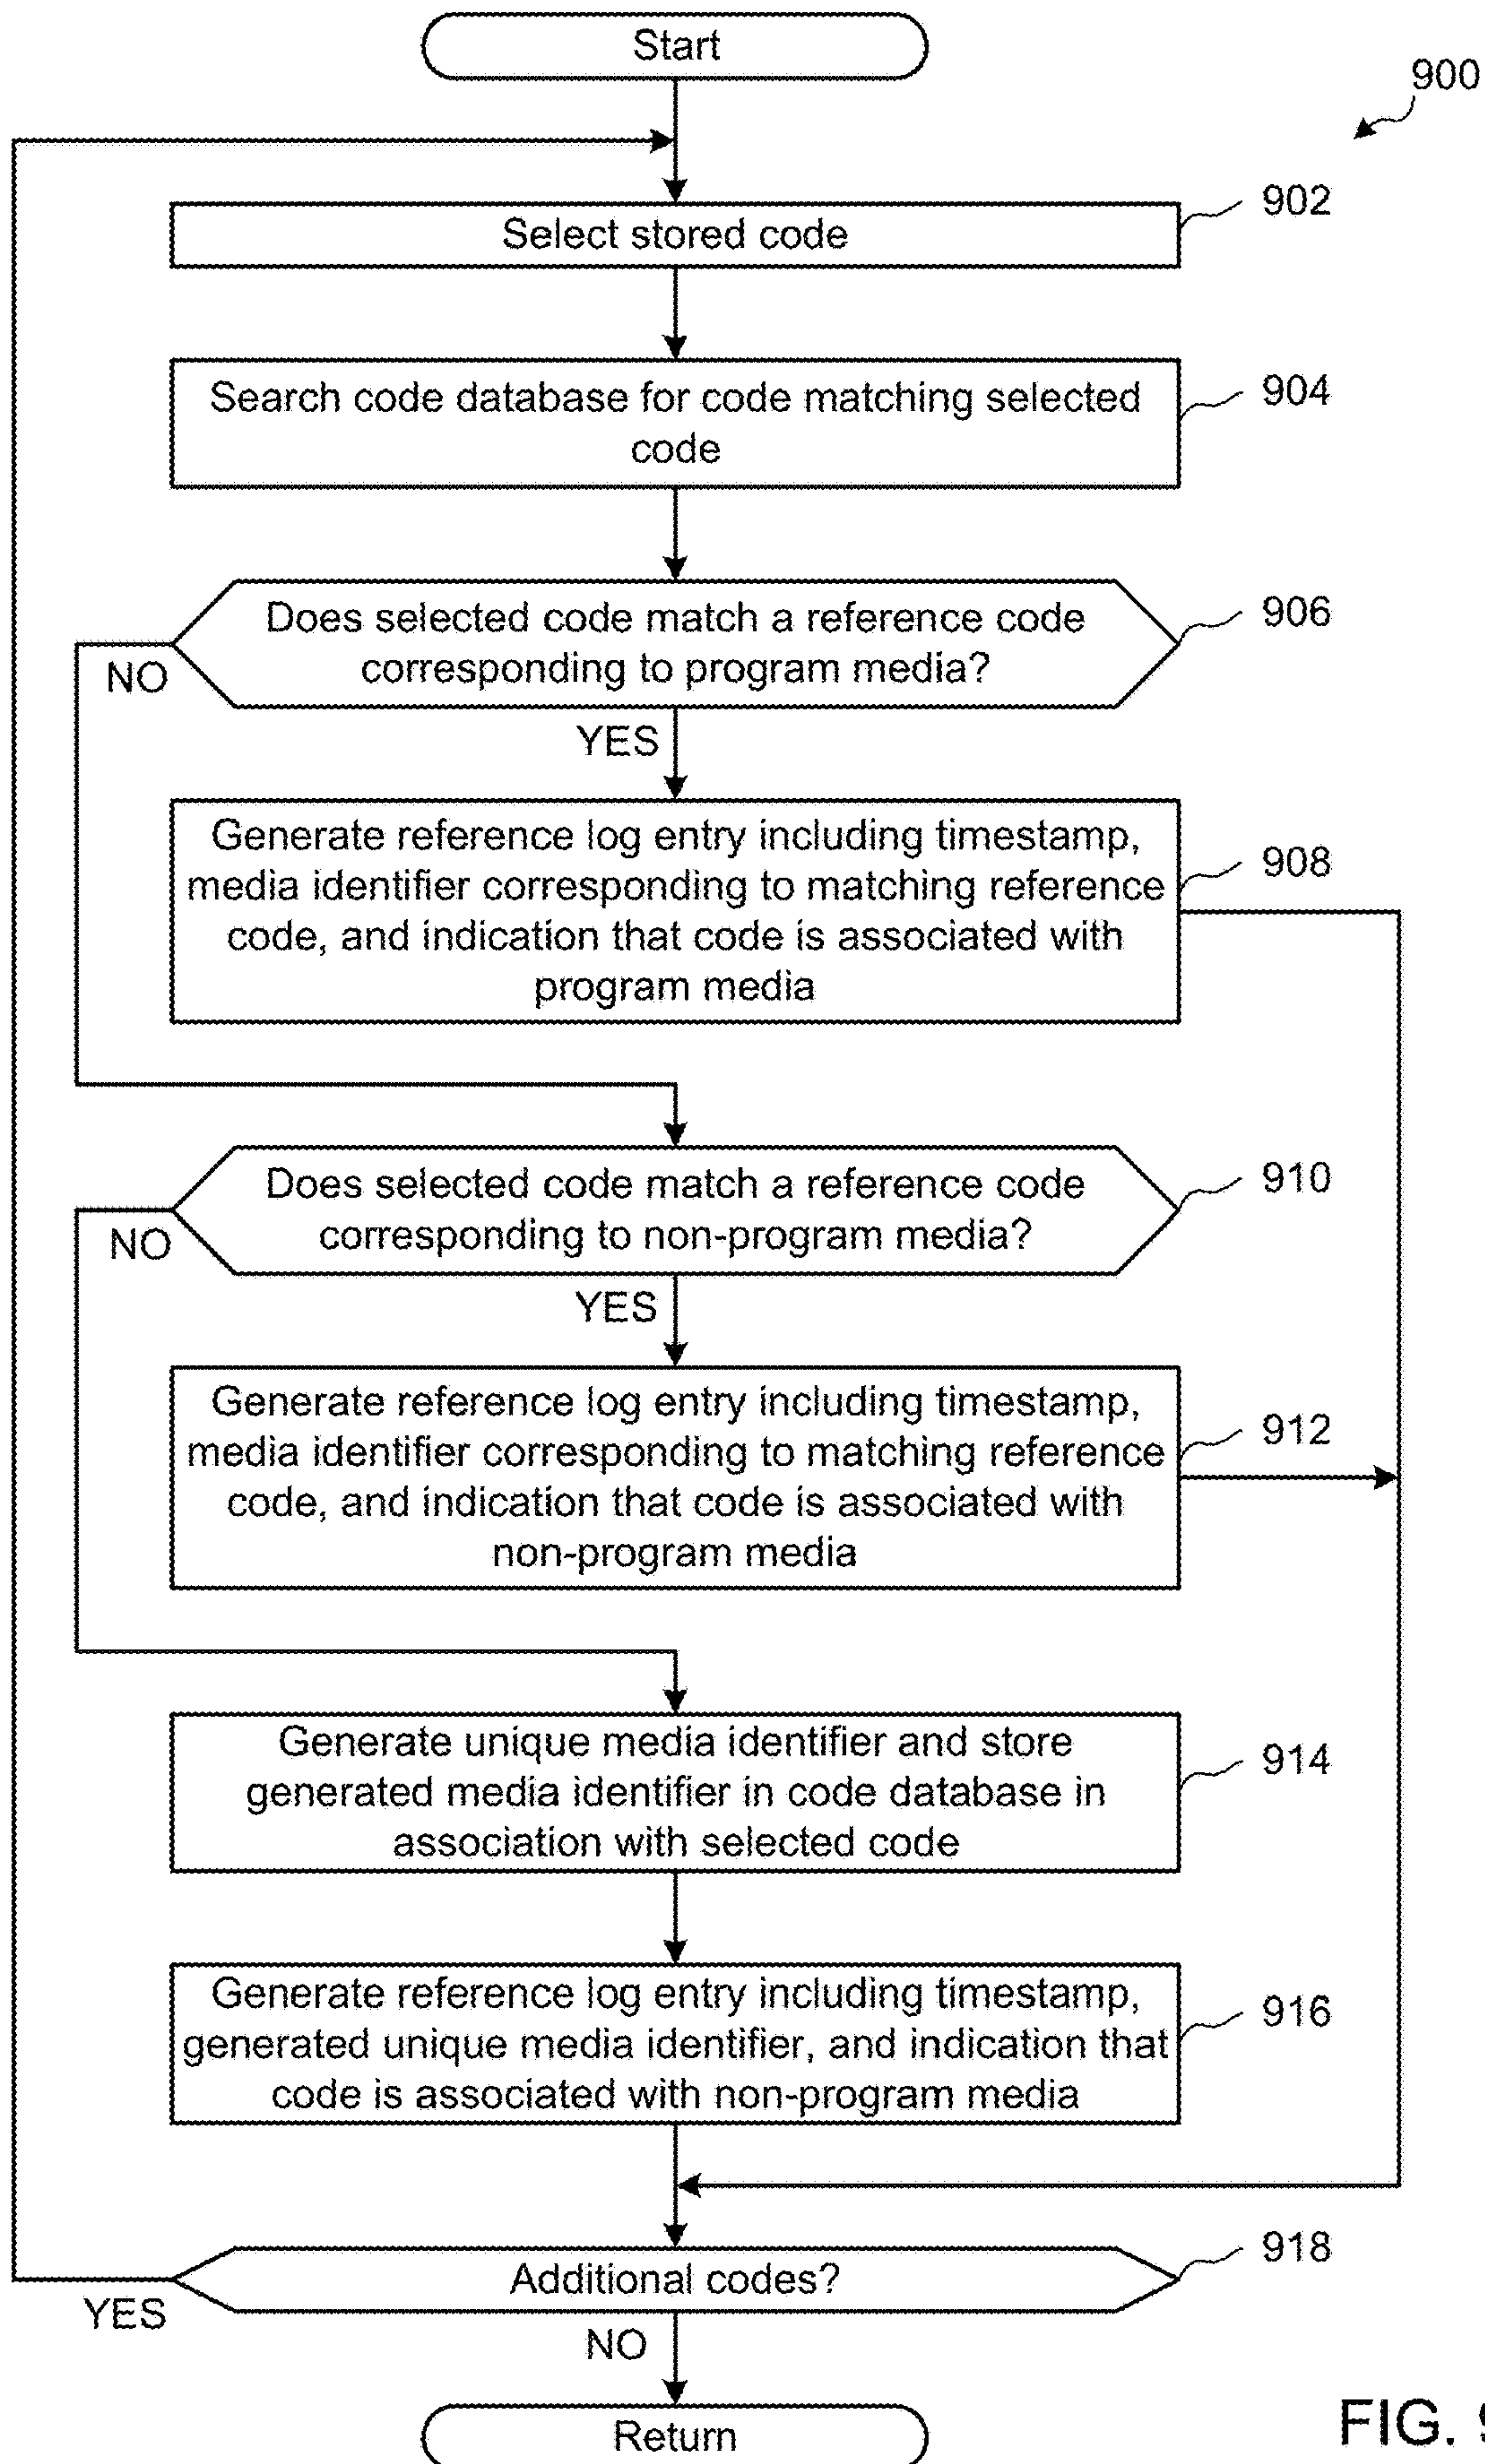 Start
900
Select stored code
902
Search code database for code matching selected
code
904
Does selected code match a reference code
corresponding to program media?
906
NO
YES
Generate reference log entry including timestamp,
media identifier corresponding to matching reference
code, and indication that code is associated with
program media
908
Does selected code match a reference code
corresponding to non-program media?
910
NO
YES
Generate reference log entry including timestamp,
media identifier corresponding to matching reference
code, and indication that code is associated with
non-program media
912
Generate unique media identifier and store
generated media identifier in code database in
association with selected code
914
Generate reference log entry including timestamp,
generated unique media identifier, and indication that
code is associated with non-program media
916
Additional codes?
918
YES
NO
Return
FIG. 9